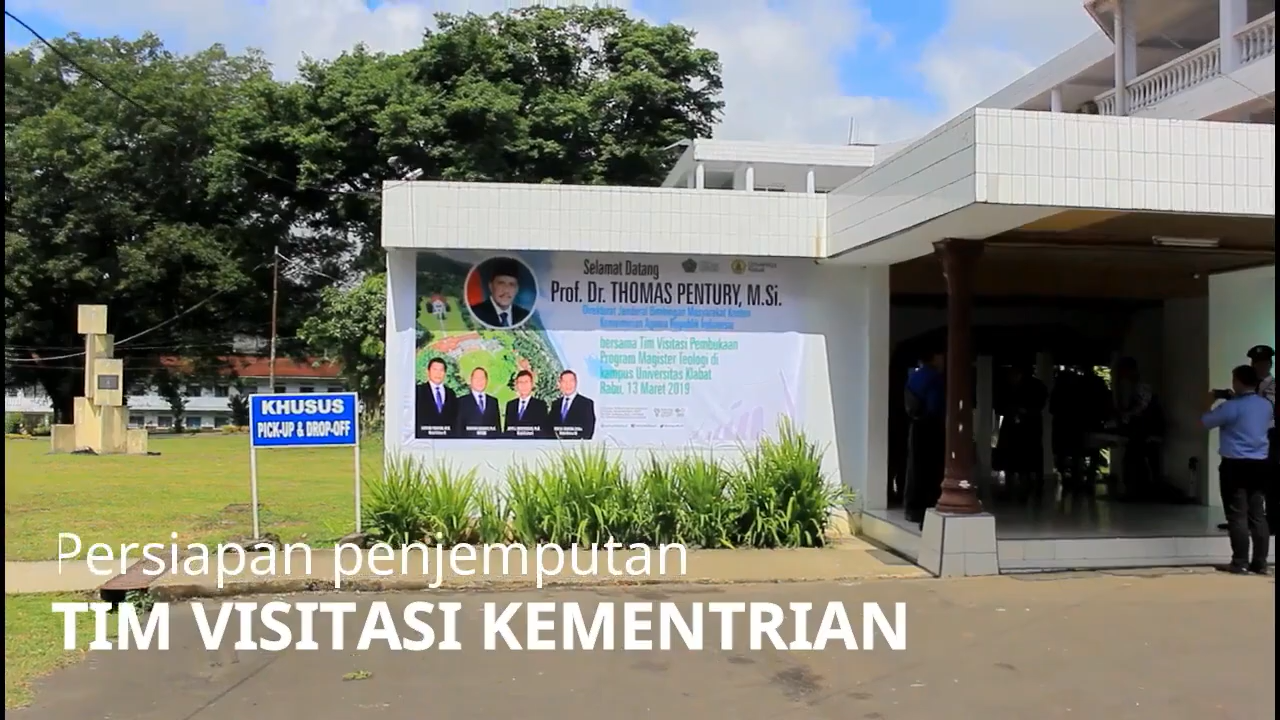 Selamat Datang
Prof. Dr. THOMAS PENTURY, M.Si.
Direktorat Jenderal Bimbingan Masyarakat Kristen
Kementerian Agama Republik Indonesia
bersama Tim Visitasi Pembukaan
Program Magister Teologi di
kampus Universitas Klabat
Rabu, 13 Maret 2019
KHUSUS
PICK-UP & DROP-OFF
Persiapan penjemputan
TIM VISITASI KEMENTRIAN